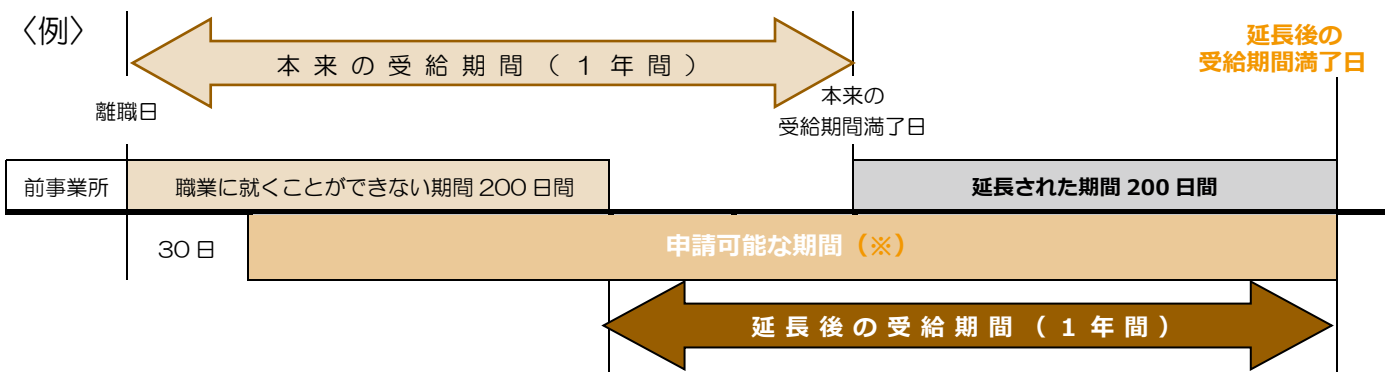 〈例〉
本来の受給期間（1年間）
延長後の
受給期間満了日
離職日
本来の
受給期間満了日
前事業所
職業に就くことができない期間 200 日間
延長された期間 200 日間
30 日
申請可能な期間（※）
延長後の受給期間（1年間）